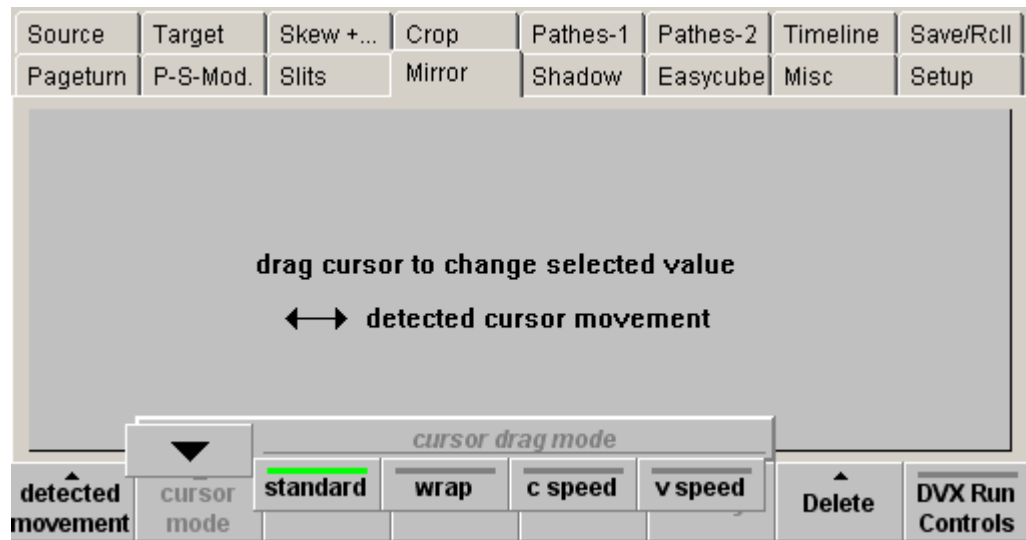 Source Target Skew +... Crop Pathes-1 Pathes-2 Timeline Save/Rcll
Pageturn P-S-Mod. Slits Mirror Shadow Easycube Misc Setup
drag cursor to change selected value
detected cursor movement
cursor drag mode
standard wrap c speed v speed
detected movement
cursor mode
Delete
DVX Run Controls